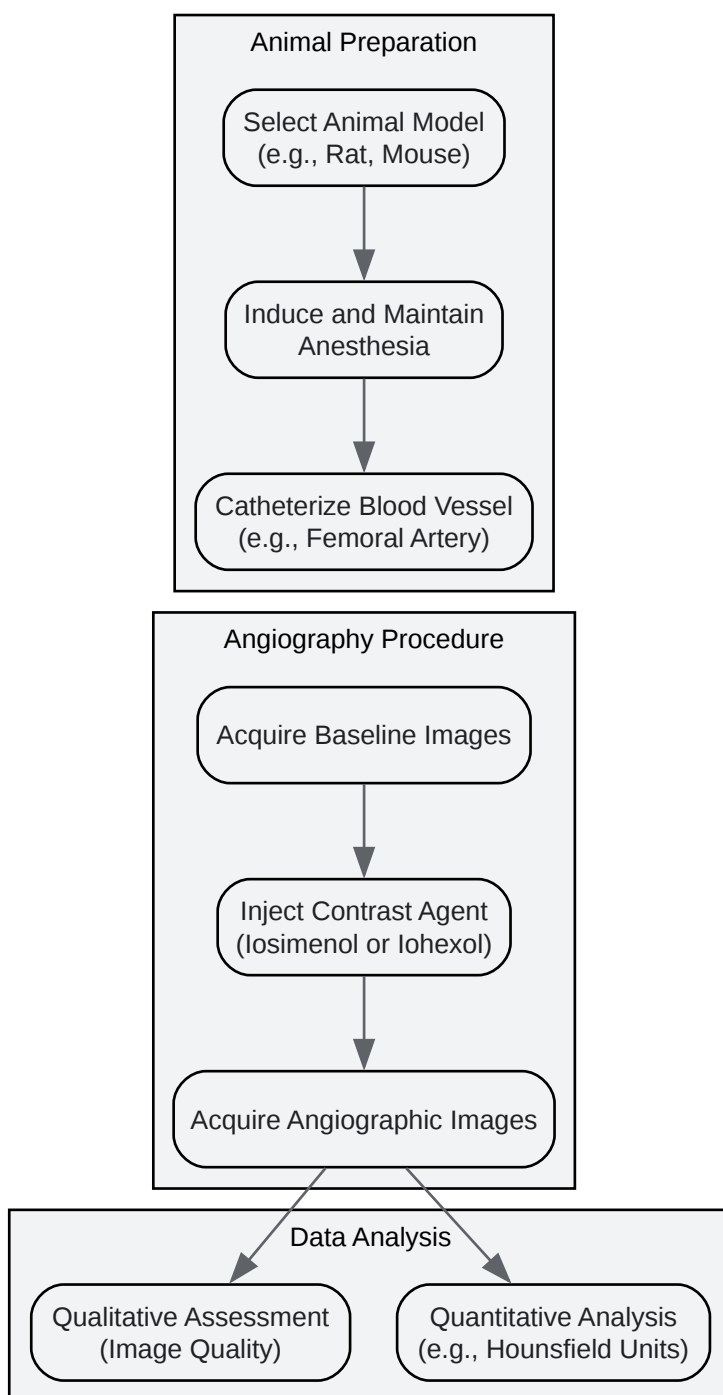 Animal Preparation
Select Animal Model
(e.g., Rat, Mouse)
Induce and Maintain
Anesthesia
Catheterize Blood Vessel
(e.g., Femoral Artery)
Angiography Procedure
Acquire Baseline Images
Inject Contrast Agent
(Iosimenol or Iohexol)
Acquire Angiographic Images
Data Analysis
Qualitative Assessment
(Image Quality)
Quantitative Analysis
(e.g., Hounsfield Units)